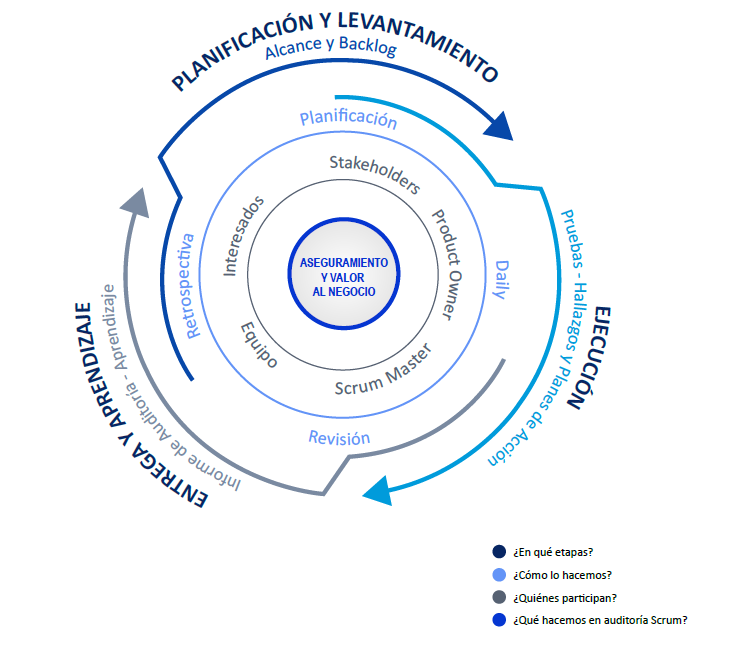 PLANIFICACIÓN Y LEVANTAMIENTO
Alcance y Backlog
Planificación
Stakeholders
Interesados
Product Owner
Retrospectiva
ASEGURAMIENTO
Y VALOR
AL NEGOCIO
Daily
Pruebas - Hallazgos y Planes de Acción
EJECUCIÓN
ENTREGA Y APRENDIZAJE
Informe de Auditoría - Aprendizaje
Equipo
Scrum Master
Revisión
¿En qué etapas?
¿Cómo lo hacemos?
¿Quiénes participan?
¿Qué hacemos en auditoría Scrum?